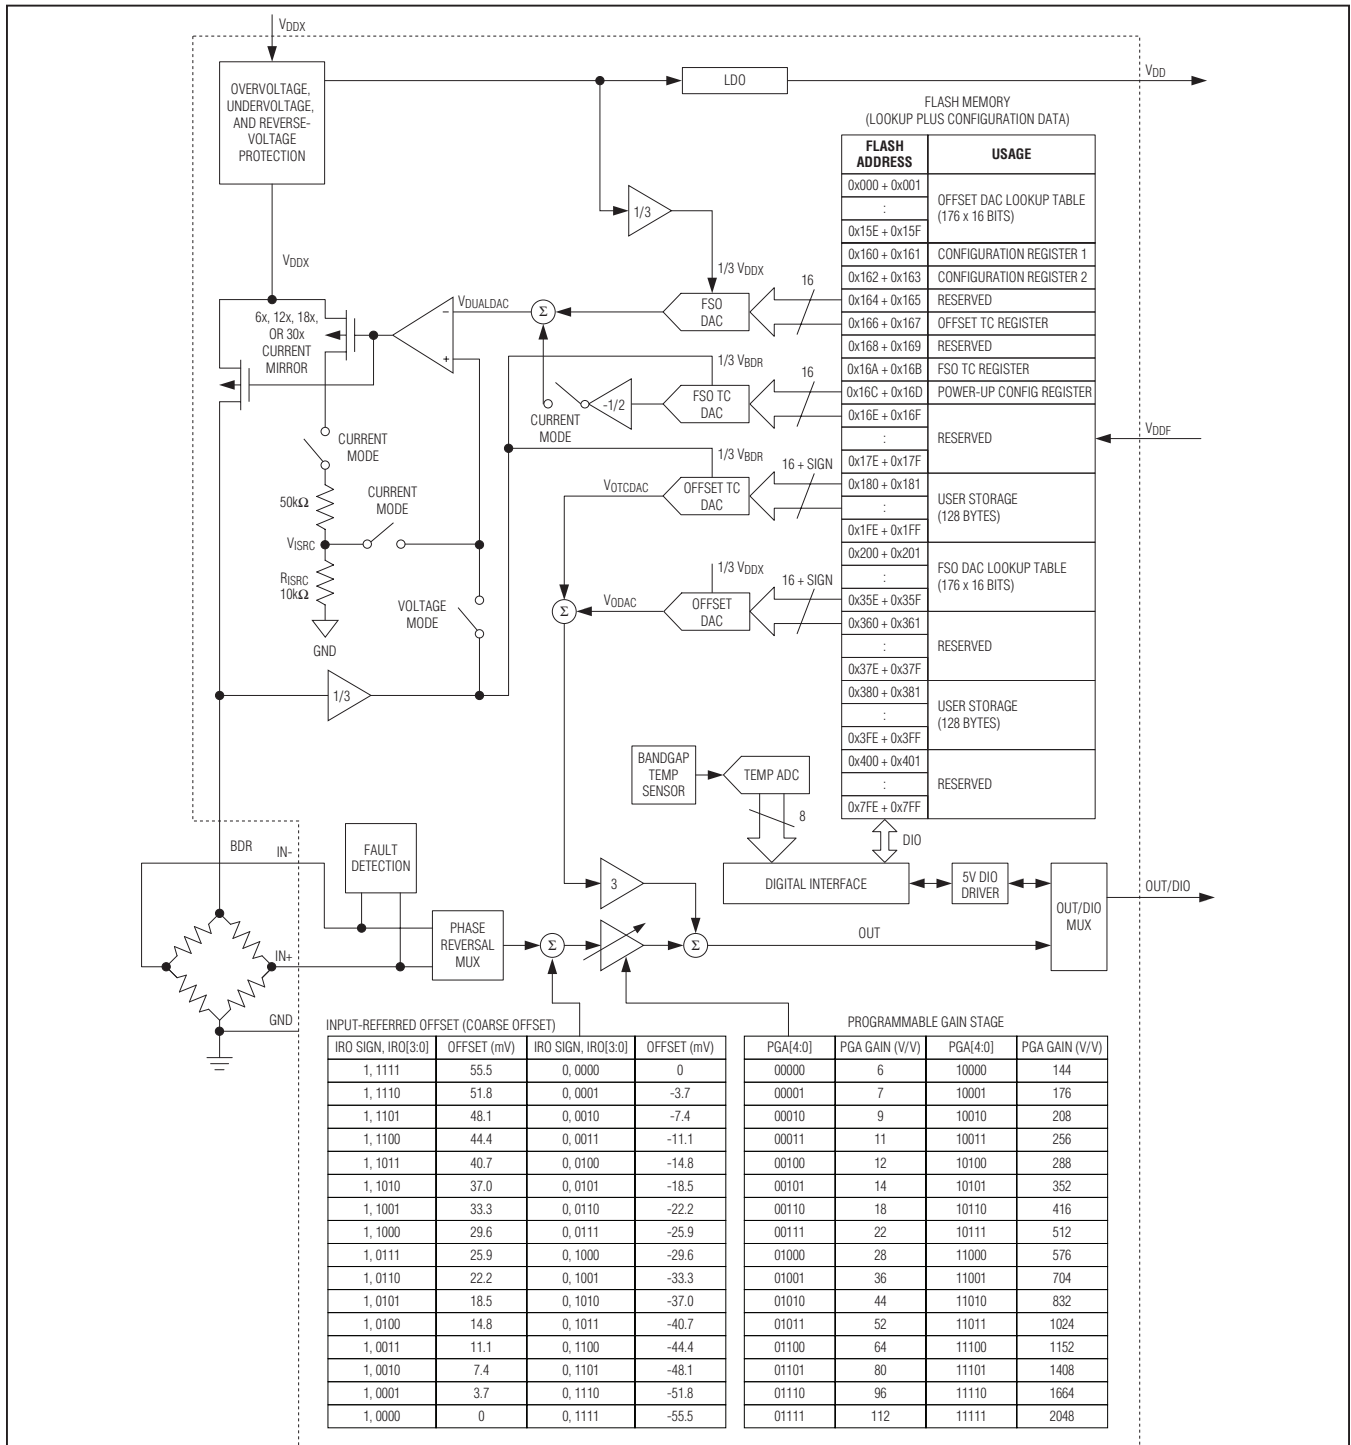 VDDX
OVERVOLTAGE,
UNDERVOLTAGE,
AND REVERSE-
VOLTAGE
PROTECTION
LDO
VDD
FLASH MEMORY
(LOOKUP PLUS CONFIGURATION DATA)
FLASH ADDRESS USAGE
0x000 + 0x001
:
0x15E + 0x15F
OFFSET DAC LOOKUP TABLE
(176 x 16 BITS)
0x160 + 0x161 CONFIGURATION REGISTER 1
0x162 + 0x163 CONFIGURATION REGISTER 2
0x164 + 0x165 RESERVED
0x166 + 0x167 OFFSET TC REGISTER
0x168 + 0x169 RESERVED
0x16A + 0x16B FSO TC REGISTER
0x16C + 0x16D POWER-UP CONFIG REGISTER
0x16E + 0x16F
:
0x17E + 0x17F
RESERVED
0x180 + 0x181
:
0x1FE + 0x1FF
USER STORAGE
(128 BYTES)
0x200 + 0x201
:
0x35E + 0x35F
FSO DAC LOOKUP TABLE
(176 x 16 BITS)
0x360 + 0x361
:
0x37E + 0x37F
RESERVED
0x380 + 0x381
:
0x3FE + 0x3FF
USER STORAGE
(128 BYTES)
0x400 + 0x401
:
0x7FE + 0x7FF
RESERVED
VDDF
1/3
VDDX
1/3 VDDX
16
FSO
DAC
Σ
VDUALDAC
−
+
6x, 12x, 18x,
OR 30x
CURRENT
MIRROR
1/3 VBDR
16
FSO TC
DAC
-1/2
CURRENT
MODE
CURRENT
MODE
1/3 VBDR
16 + SIGN
OFFSET TC
DAC
VOTCDAC
50kΩ
CURRENT
MODE
VISRC
RISRC
10kΩ
GND
VOLTAGE
MODE
1/3 VDDX
16 + SIGN
OFFSET
DAC
VODAC
Σ
1/3
BANDGAP
TEMP
SENSOR
TEMP ADC
8
DIO
DIGITAL INTERFACE
5V DIO
DRIVER
OUT/DIO
MUX
OUT/DIO
BDR
IN-
FAULT
DETECTION
3
PHASE
REVERSAL
MUX
Σ
Σ
OUT
IN+
GND
INPUT-REFERRED OFFSET (COARSE OFFSET)
IRO SIGN, IRO[3:0] OFFSET (mV) IRO SIGN, IRO[3:0] OFFSET (mV)
1, 1111 55.5 0, 0000 0
1, 1110 51.8 0, 0001 -3.7
1, 1101 48.1 0, 0010 -7.4
1, 1100 44.4 0, 0011 -11.1
1, 1011 40.7 0, 0100 -14.8
1, 1010 37.0 0, 0101 -18.5
1, 1001 33.3 0, 0110 -22.2
1, 1000 29.6 0, 0111 -25.9
1, 0111 25.9 0, 1000 -29.6
1, 0110 22.2 0, 1001 -33.3
1, 0101 18.5 0, 1010 -37.0
1, 0100 14.8 0, 1011 -40.7
1, 0011 11.1 0, 1100 -44.4
1, 0010 7.4 0, 1101 -48.1
1, 0001 3.7 0, 1110 -51.8
1, 0000 0 0, 1111 -55.5
PROGRAMMABLE GAIN STAGE
PGA[4:0] PGA GAIN (V/V) PGA[4:0] PGA GAIN (V/V)
00000 6 10000 144
00001 7 10001 176
00010 9 10010 208
00011 11 10011 256
00100 12 10100 288
00101 14 10101 352
00110 18 10110 416
00111 22 10111 512
01000 28 11000 576
01001 36 11001 704
01010 44 11010 832
01011 52 11011 1024
01100 64 11100 1152
01101 80 11101 1408
01110 96 11110 1664
01111 112 11111 2048